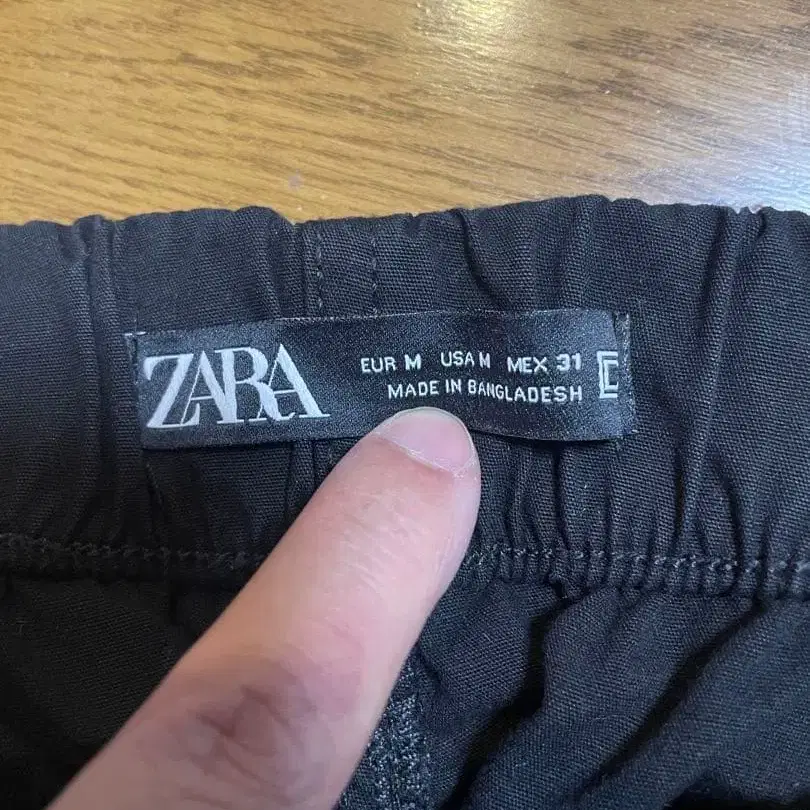 ZARA
EUR M USA M MEX 31
MADE IN BANGLADESH